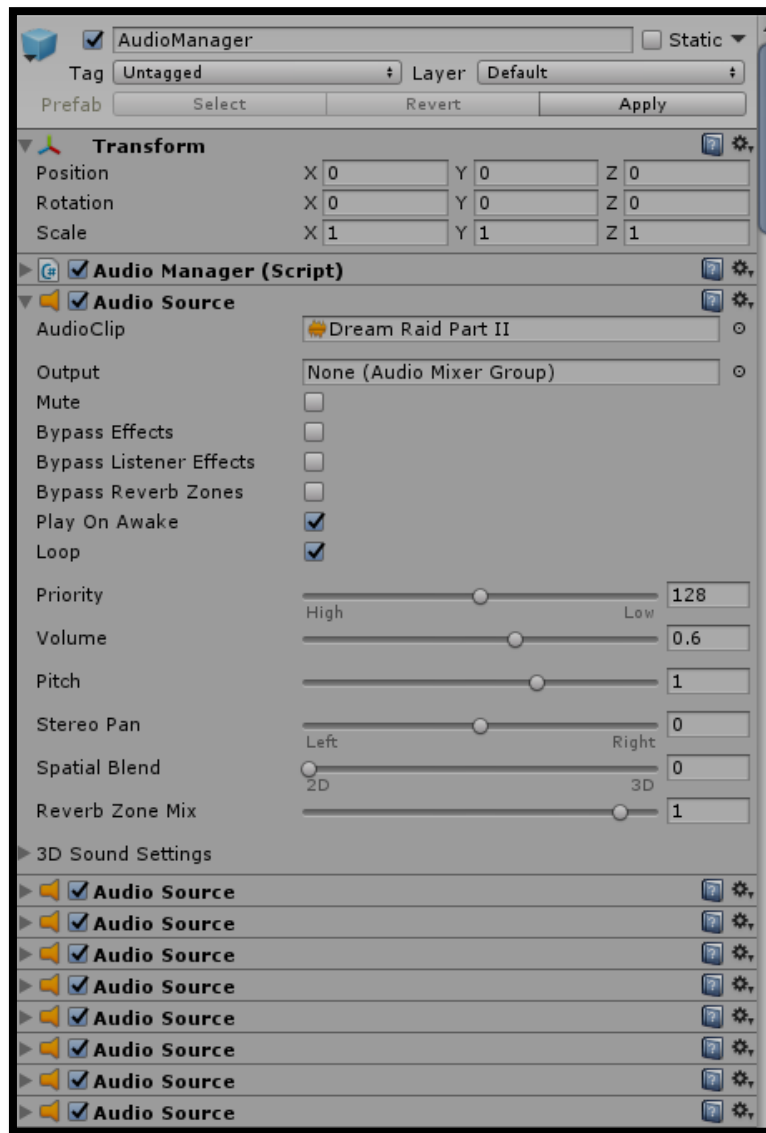 AudioManager Static
Tag Untagged Layer Default
Prefab Select Revert Apply
Transform
Position X 0 Y 0 Z 0
Rotation X 0 Y 0 Z 0
Scale X 1 Y 1 Z 1
Audio Manager (Script)
Audio Source
AudioClip Dream Raid Part II
Output None (Audio Mixer Group)
Mute
Bypass Effects
Bypass Listener Effects
Bypass Reverb Zones
Play On Awake
Loop
Priority 128
High Low
Volume 0.6
Pitch 1
Stereo Pan 0
Left Right
Spatial Blend 0
2D 3D
Reverb Zone Mix 1
3D Sound Settings
Audio Source
Audio Source
Audio Source
Audio Source
Audio Source
Audio Source
Audio Source
Audio Source